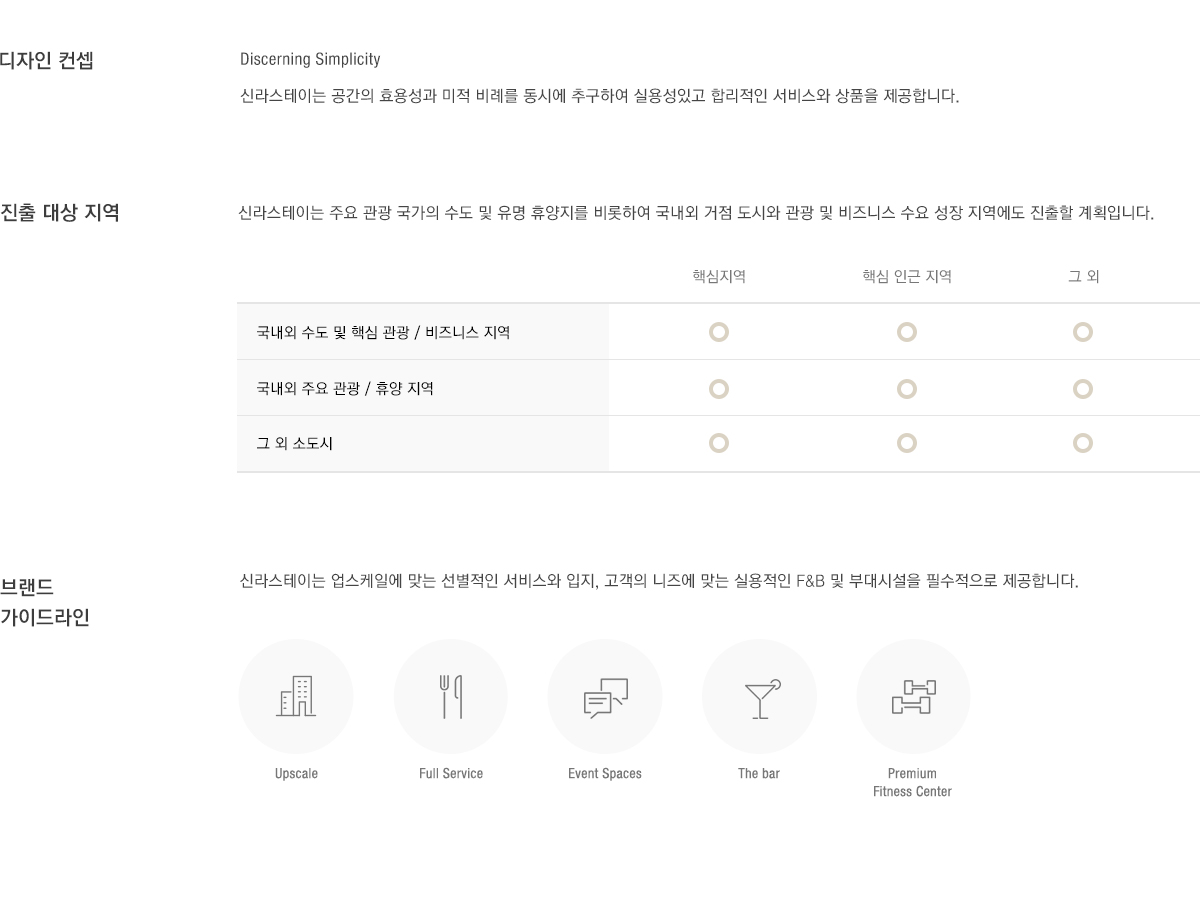 디자인 컨셉
Discerning Simplicity
신라스테이는 공간의 효용성과 미적 비례를 동시에 추구하여 실용성있고 합리적인 서비스와 상품을 제공합니다.
진출 대상 지역
신라스테이는 주요 관광 국가의 수도 및 유명 휴양지를 비롯하여 국내외 거점 도시와 관광 및 비즈니스 수요 성장 지역에도 진출할 계획입니다.
핵심지역 핵심 인근 지역 그 외
국내외 수도 및 핵심 관광 / 비즈니스 지역
국내외 주요 관광 / 휴양 지역
그 외 소도시
브랜드
가이드라인
신라스테이는 업스케일에 맞는 선별적인 서비스와 입지, 고객의 니즈에 맞는 실용적인 F&B 및 부대시설을 필수적으로 제공합니다.
Upscale
Full Service
Event Spaces
The bar
Premium
Fitness Center